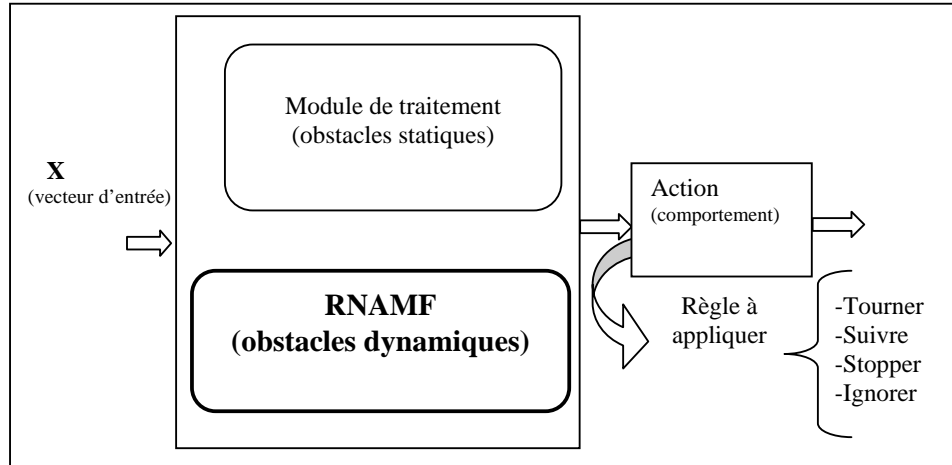 Module de traitement
(obstacles statiques)
X
(vecteur d'entrée)
RNAMF
(obstacles dynamiques)
Action
(comportement)
Règle à
appliquer
-Tourner
-Suivre
-Stopper
-Ignorer